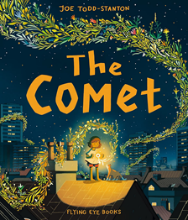 JOE TODD-STANTON
The
COMET
FLYING EYE BOOKS